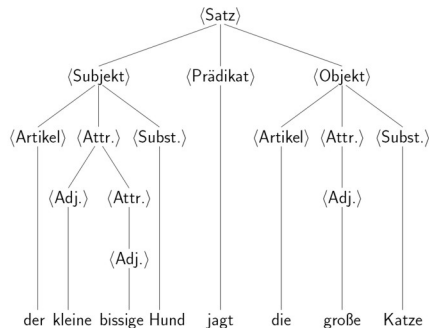 ⟨Satz⟩
⟨Subjekt⟩ ⟨Prädikat⟩ ⟨Objekt⟩
⟨Artikel⟩ ⟨Attr.⟩ ⟨Subst.⟩ ⟨Artikel⟩ ⟨Attr.⟩ ⟨Subst.⟩
⟨Adj.⟩ ⟨Attr.⟩ ⟨Adj.⟩
⟨Adj.⟩
der kleine bissige Hund jagt die große Katze